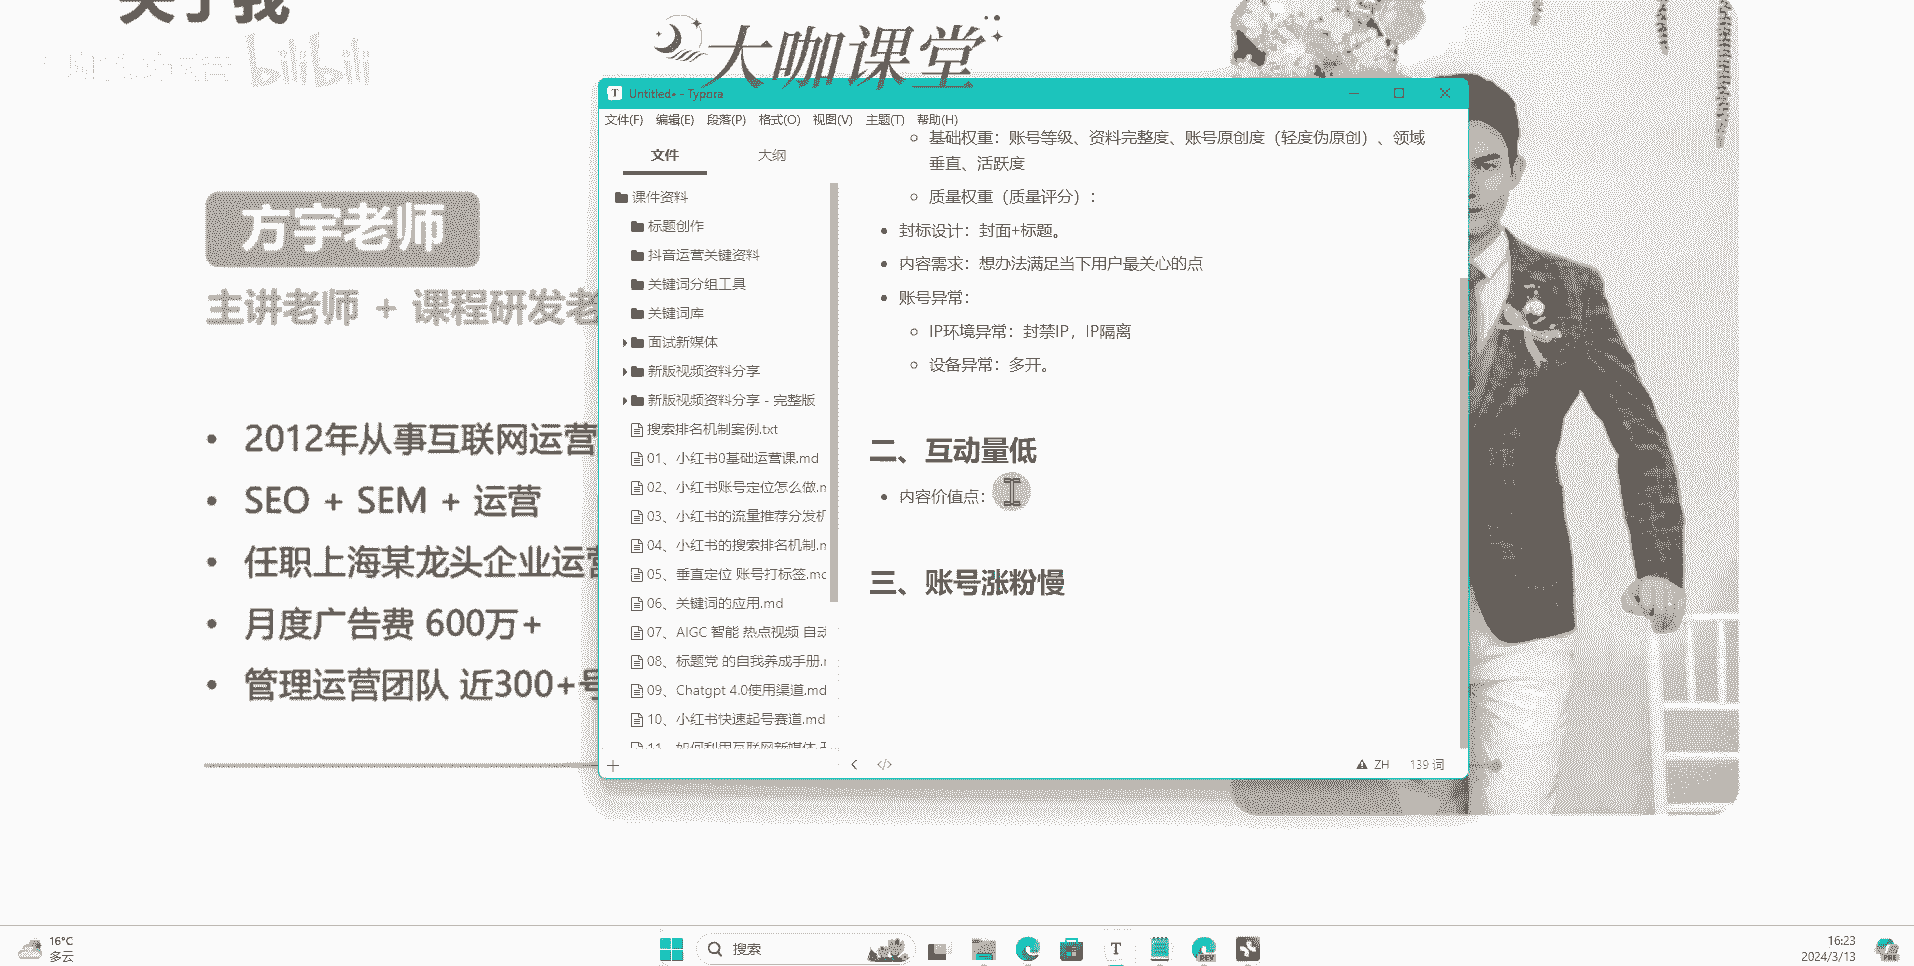 关于我
bilibili
大咖课堂
方宇老师
主讲老师 + 课程研发老
2012年从事互联网运营
SEO + SEM + 运营
任职上海某龙头企业运营
月度广告费 600万+
管理运营团队 近300+号
Untitled• - Typora
文件(F) 编辑(E) 段落(P) 格式(O) 视图(V) 主题(T) 帮助(H)
文件 大纲
课件资料
标题创作
抖音运营关键资料
关键词分组工具
关键词库
面试新媒体
新版视频资料分享
新版视频资料分享 - 完整版
搜索排名机制案例.txt
01、小红书0基础运营课.md
02、小红书账号定位怎么做.m
03、小红书的流量推荐分发机
04、小红书的搜索排名机制.m
05、垂直定位 账号打标签.md
06、关键词的应用.md
07、AIGC 智能 热点视频 自动
08、标题党 的自我养成手册.m
09、Chatgpt 4.0使用渠道.md
10、小红书快速起号赛道.md
11、如何利用互联网新媒体
基础权重：账号等级、资料完整度、账号原创度（轻度伪原创）、领域
垂直、活跃度
质量权重（质量评分）：
封标设计：封面+标题。
内容需求：想办法满足当下用户最关心的点
账号异常：
IP环境异常：封禁IP，IP隔离
设备异常：多开。
二、互动量低
内容价值点：
三、账号涨粉慢
ZH 139 词
16°C
多云
搜索
16:23
2024/3/13